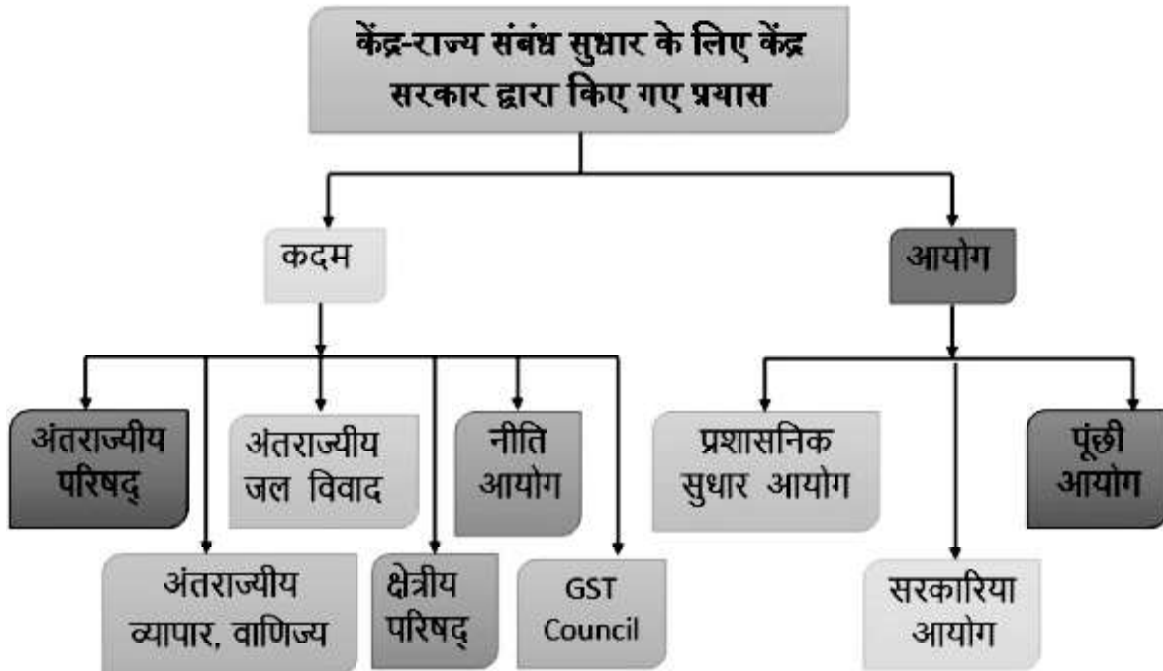 केंद्र-राज्य संबंध सुधार के लिए केंद्र
सरकार द्वारा किए गए प्रयास
कदम
आयोग
अंतराज्यीय
परिषद्
अंतराज्यीय
जल विवाद
नीति
आयोग
प्रशासनिक
सुधार आयोग
पूंछी
आयोग
अंतराज्यीय
व्यापार, वाणिज्य
क्षेत्रीय
परिषद्
GST
Council
सरकारिया
आयोग